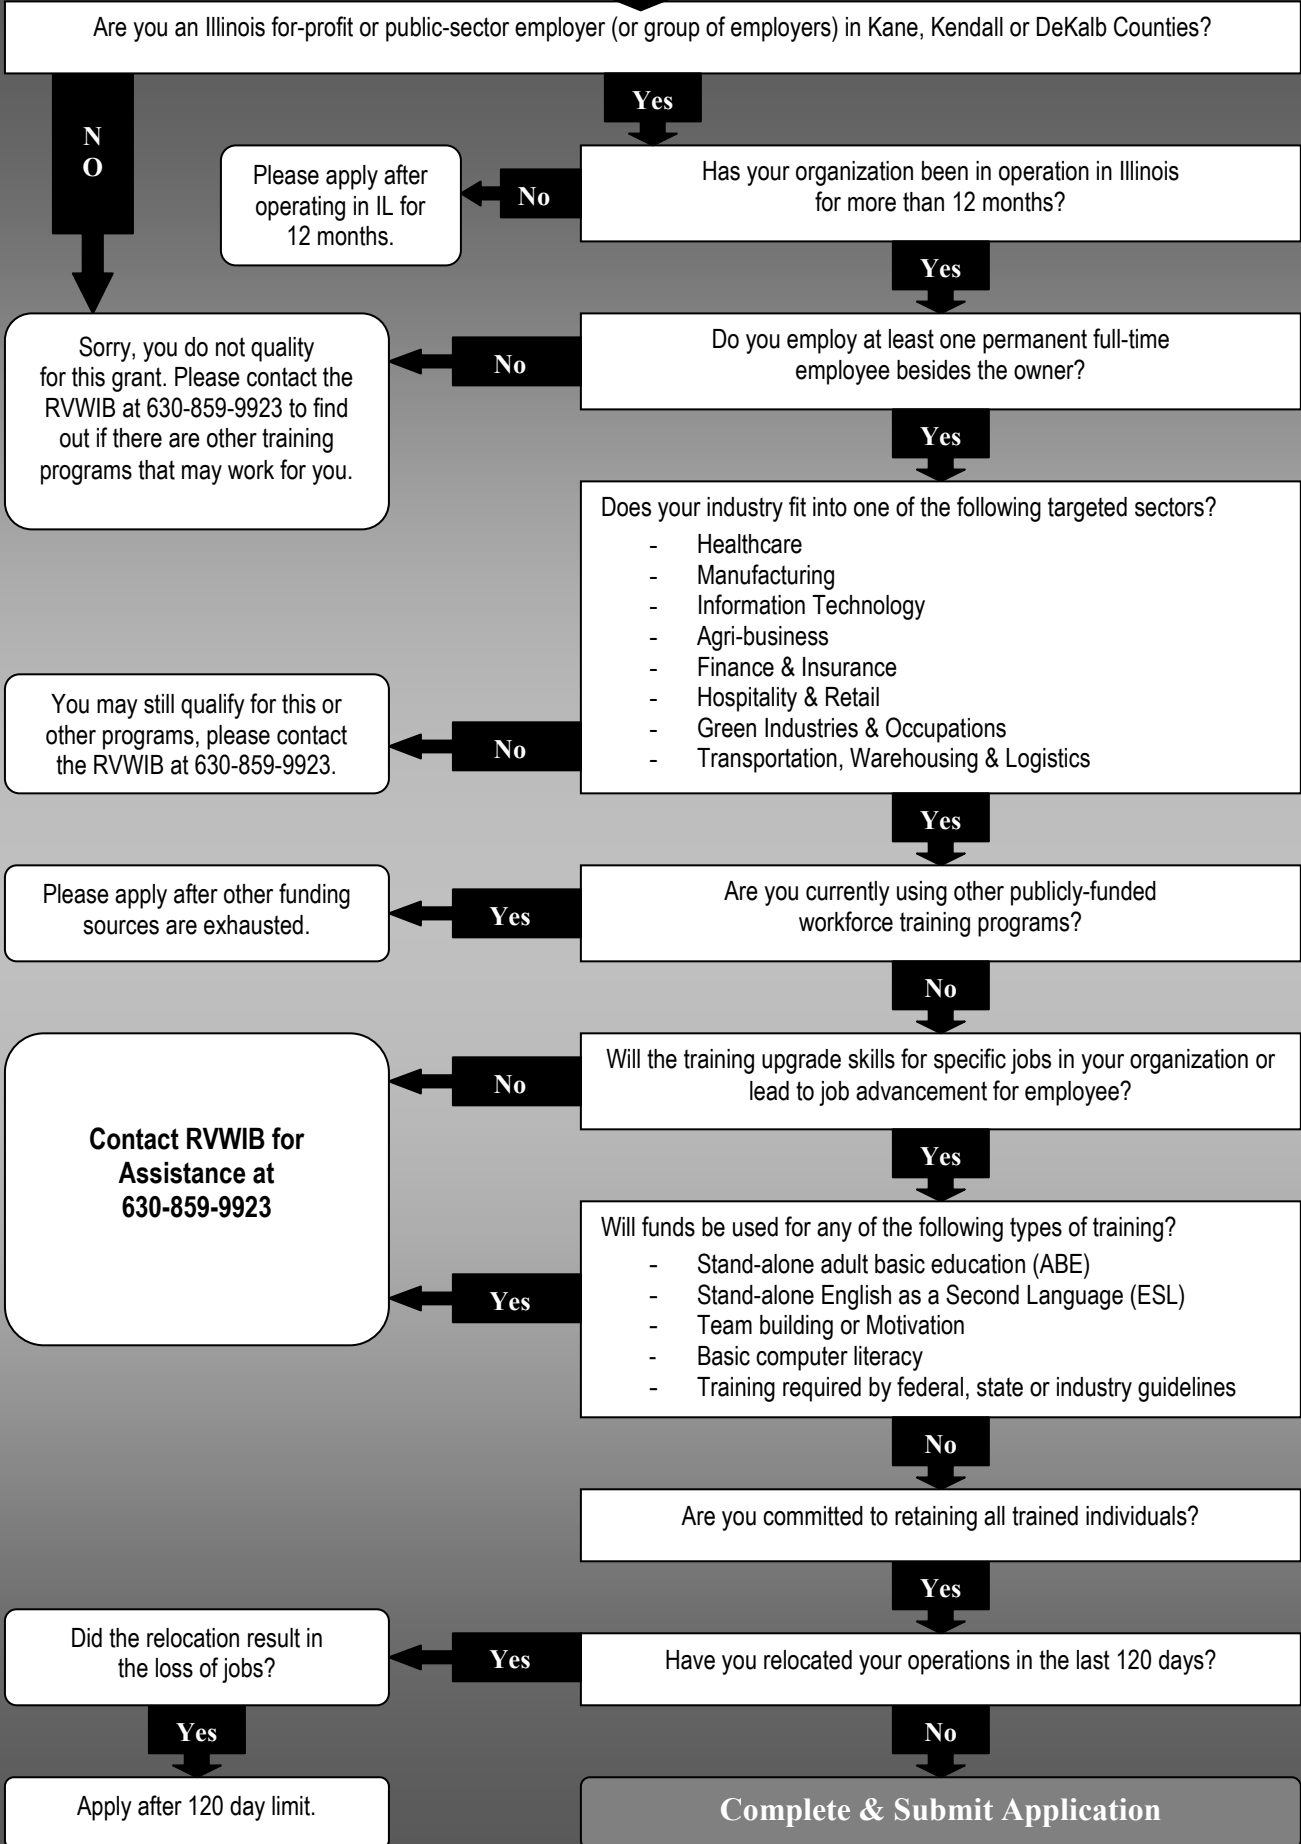 Are you an Illinois for-profit or public-sector employer (or group of employers) in Kane, Kendall or DeKalb Counties?
N
O
Yes
Please apply after
operating in IL for
12 months.
No
Has your organization been in operation in Illinois
for more than 12 months?
Yes
Sorry, you do not quality
for this grant. Please contact the
RVWIB at 630-859-9923 to find
out if there are other training
programs that may work for you.
No
Do you employ at least one permanent full-time
employee besides the owner?
Yes
Does your industry fit into one of the following targeted sectors?
- Healthcare
- Manufacturing
- Information Technology
- Agri-business
- Finance & Insurance
- Hospitality & Retail
- Green Industries & Occupations
- Transportation, Warehousing & Logistics
You may still qualify for this or
other programs, please contact
the RVWIB at 630-859-9923.
No
Yes
Please apply after other funding
sources are exhausted.
Yes
Are you currently using other publicly-funded
workforce training programs?
No
Contact RVWIB for
Assistance at
630-859-9923
No
Will the training upgrade skills for specific jobs in your organization or
lead to job advancement for employee?
Yes
Yes
Will funds be used for any of the following types of training?
- Stand-alone adult basic education (ABE)
- Stand-alone English as a Second Language (ESL)
- Team building or Motivation
- Basic computer literacy
- Training required by federal, state or industry guidelines
No
Are you committed to retaining all trained individuals?
Yes
Did the relocation result in
the loss of jobs?
Yes
Have you relocated your operations in the last 120 days?
Yes
No
Apply after 120 day limit.
Complete & Submit Application